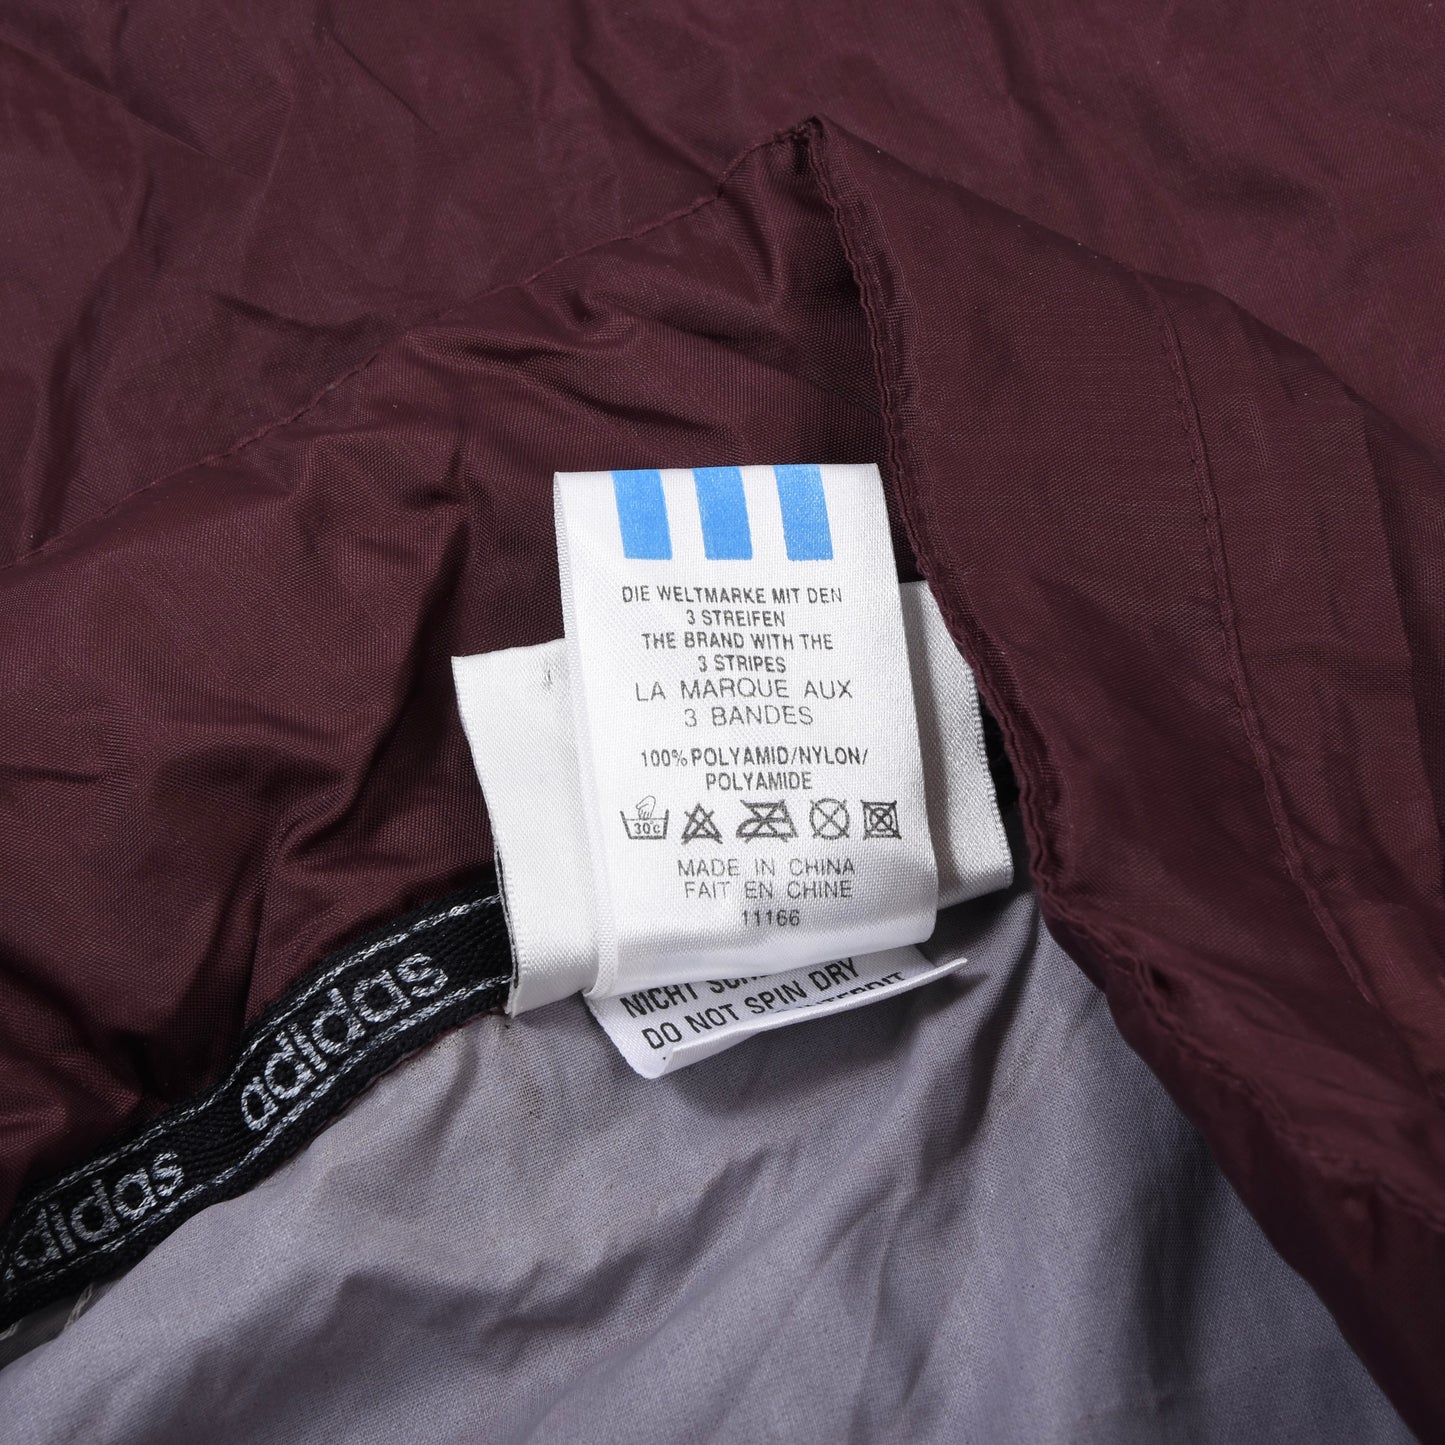 DIE WELTMARKE MIT DEN
3 STREIFEN
THE BRAND WITH THE
3 STRIPES
LA MARQUE AUX
3 BANDES
100% POLYAMID/NYLON/
POLYAMIDE
30°c
MADE IN CHINA
FAIT EN CHINE
11166
NICHT
DO NOT SPIN DRY
adidas
adidas